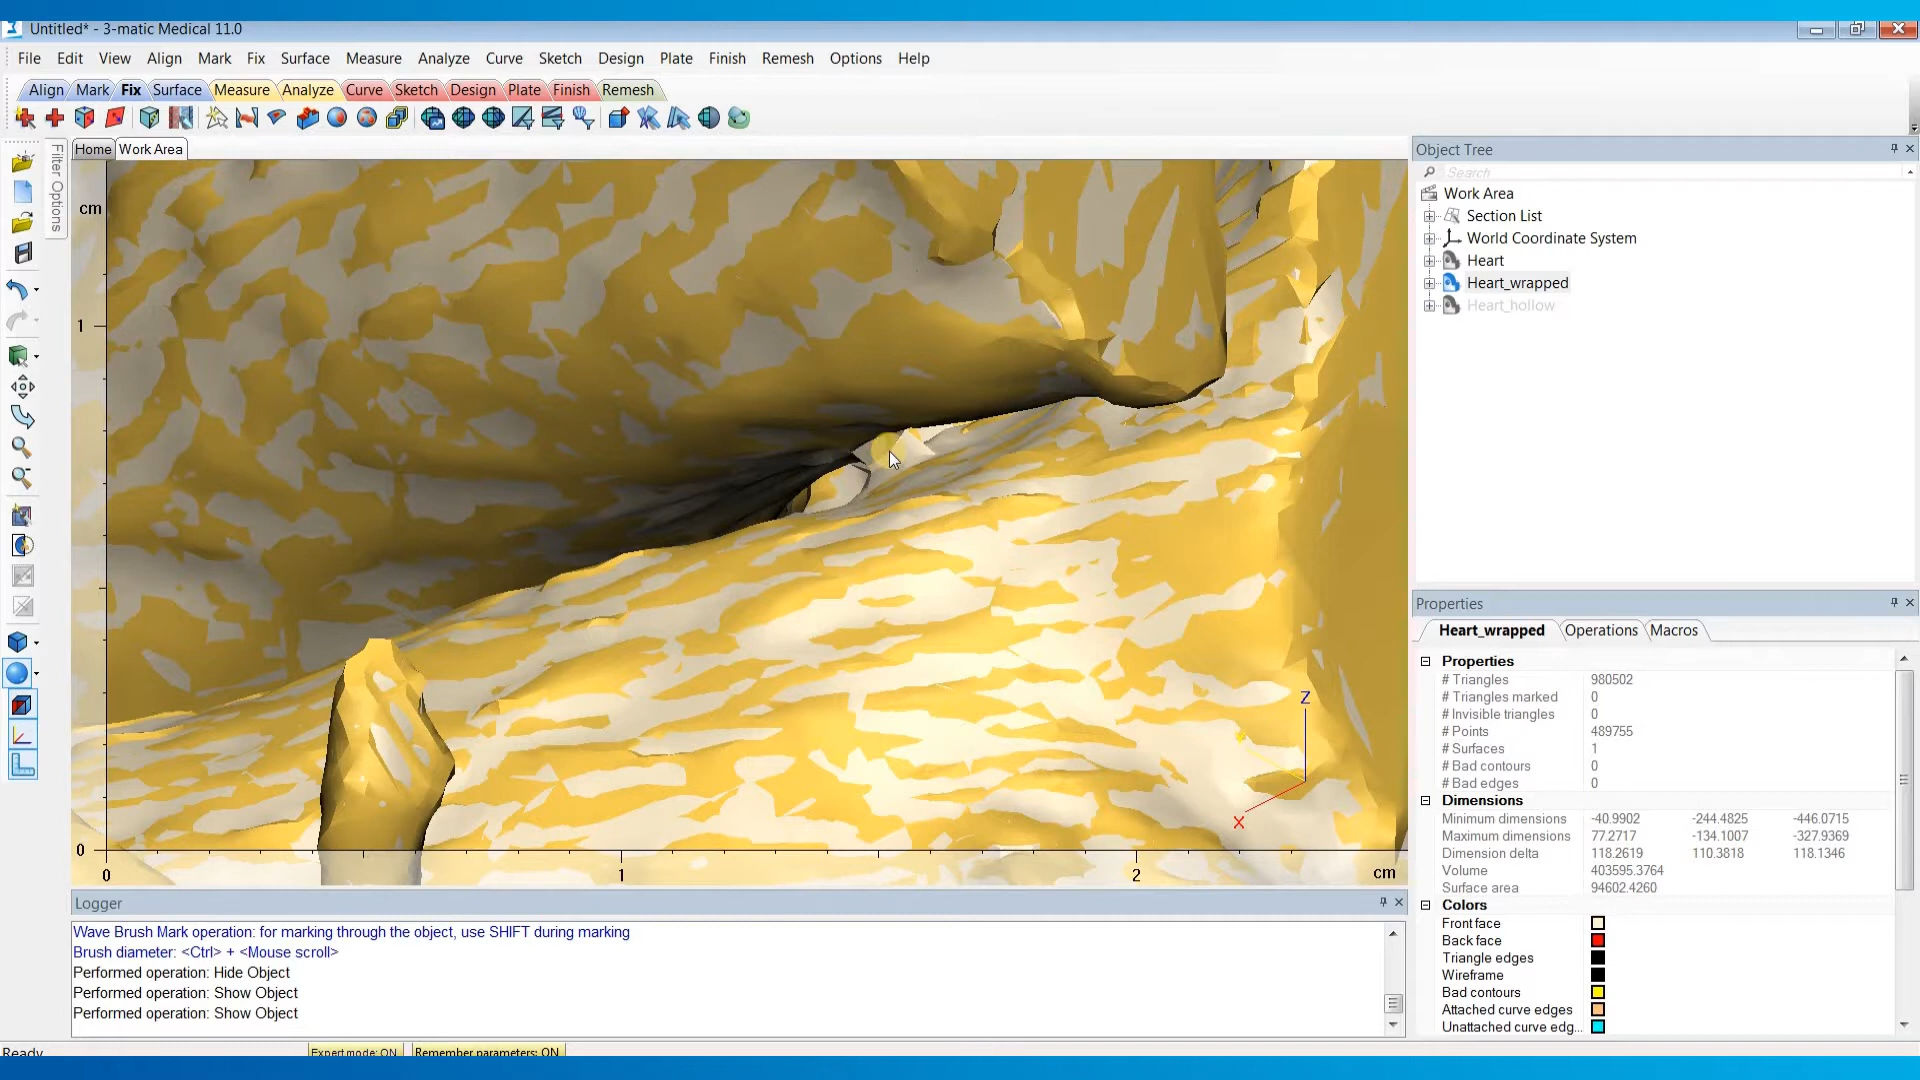 Untitled* - 3-matic Medical 11.0
File Edit View Align Mark Fix Surface Measure Analyze Curve Sketch Design Plate Finish Remesh Options Help
Align Mark Fix Surface Measure Analyze Curve Sketch Design Plate Finish Remesh
Home Work Area
Filter Options
cm
1
0
0 1 2 cm
Z
X
Object Tree
Search
Work Area
Section List
World Coordinate System
Heart
Heart_wrapped
Heart_hollow
Properties
Heart_wrapped Operations Macros
Properties
# Triangles 980502
# Triangles marked 0
# Invisible triangles 0
# Points 489755
# Surfaces 1
# Bad contours 0
# Bad edges 0
Dimensions
Minimum dimensions -40.9902 -244.4825 -446.0715
Maximum dimensions 77.2717 -134.1007 -327.9369
Dimension delta 118.2619 110.3818 118.1346
Volume 403595.3764
Surface area 94602.4260
Colors
Front face
Back face
Triangle edges
Wireframe
Bad contours
Attached curve edges
Unattached curve edg...
Logger
Wave Brush Mark operation: for marking through the object, use SHIFT during marking
Brush diameter: <Ctrl> + <Mouse scroll>
Performed operation: Hide Object
Performed operation: Show Object
Performed operation: Show Object
Ready Expert mode: ON Remember parameters: ON